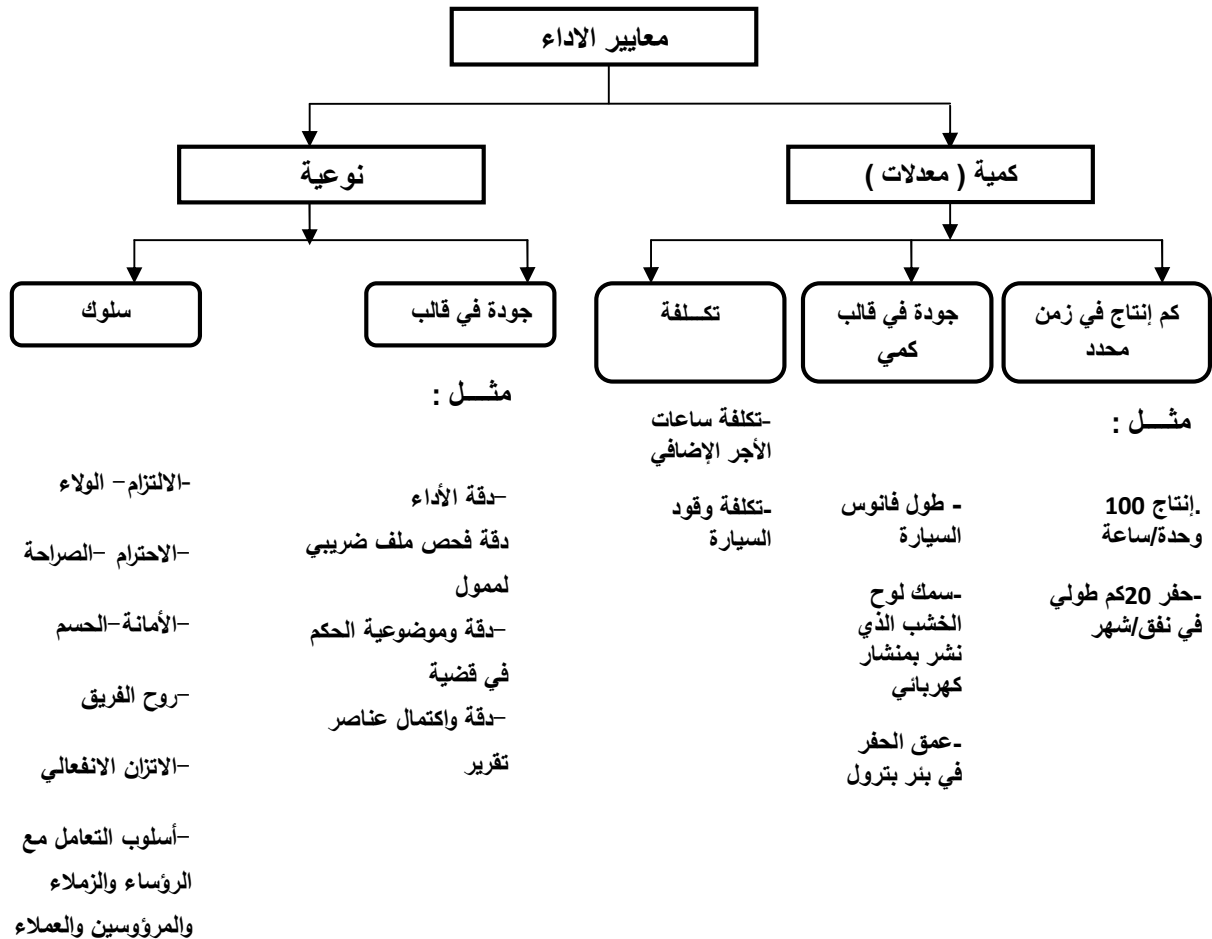 معايير الاداء
كمية ( معدلات )
نوعية
كم إنتاج في زمن
محدد
جودة في قالب
كمي
تكـــلفة
جودة في قالب
سلوك
مثـــــل :
.إنتاج 100
وحدة/ساعة
-حفر 20كم طولي
في نفق/شهر
- طول فانوس
السيارة
-سمك لوح
الخشب الذي
نشر بمنشار
كهربائي
-عمق الحفر
في بئر بترول
-تكلفة ساعات
الأجر الإضافي
-تكلفة وقود
السيارة
مثـــــل :
-دقة الأداء
دقة فحص ملف ضريبي
لممول
-دقة وموضوعية الحكم
في قضية
-دقة واكتمال عناصر
تقرير
-الالتزام- الولاء
-الاحترام -الصراحة
-الأمانة-الحسم
-روح الفريق
-الاتزان الانفعالي
-أسلوب التعامل مع
الرؤساء والزملاء
والمرؤوسين والعملاء